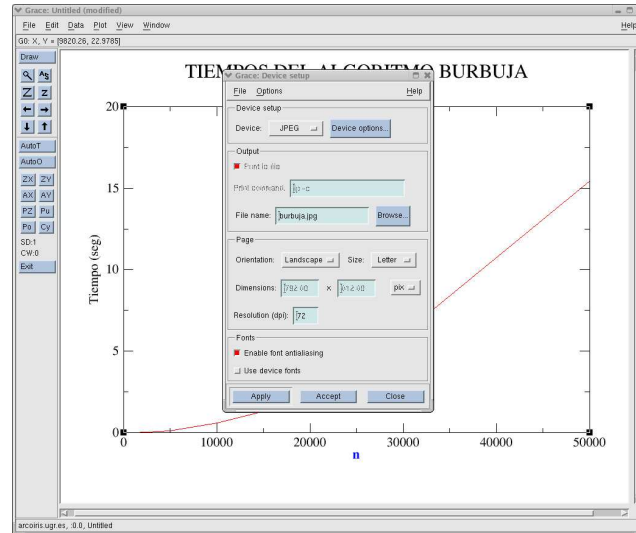 Grace: Untitled (modified)
File Edit Data Plot View Window Help
G0: X, Y = [9820.26, 22.9785]
Draw
Z z
AutoT
AutoO
ZX ZY
AX AY
PZ Pu
Po Cy
SD:1
CW:0
Exit
TIEMPOS DEL ALGORITMO BURBUJA
20
15
10
5
0
Tiempo (seg)
0 10000 20000 30000 40000 50000
n
Grace: Device setup
File Options Help
Device setup
Device: JPEG Device options...
Output
Print to file
Print command: lp -c
File name: burbuja.jpg Browse...
Page
Orientation: Landscape Size: Letter
Dimensions: 792.00 x 612.00 pix
Resolution (dpi): 72
Fonts
Enable font antialiasing
Use device fonts
Apply Accept Close
arcoiris.ugr.es, :0.0, Untitled